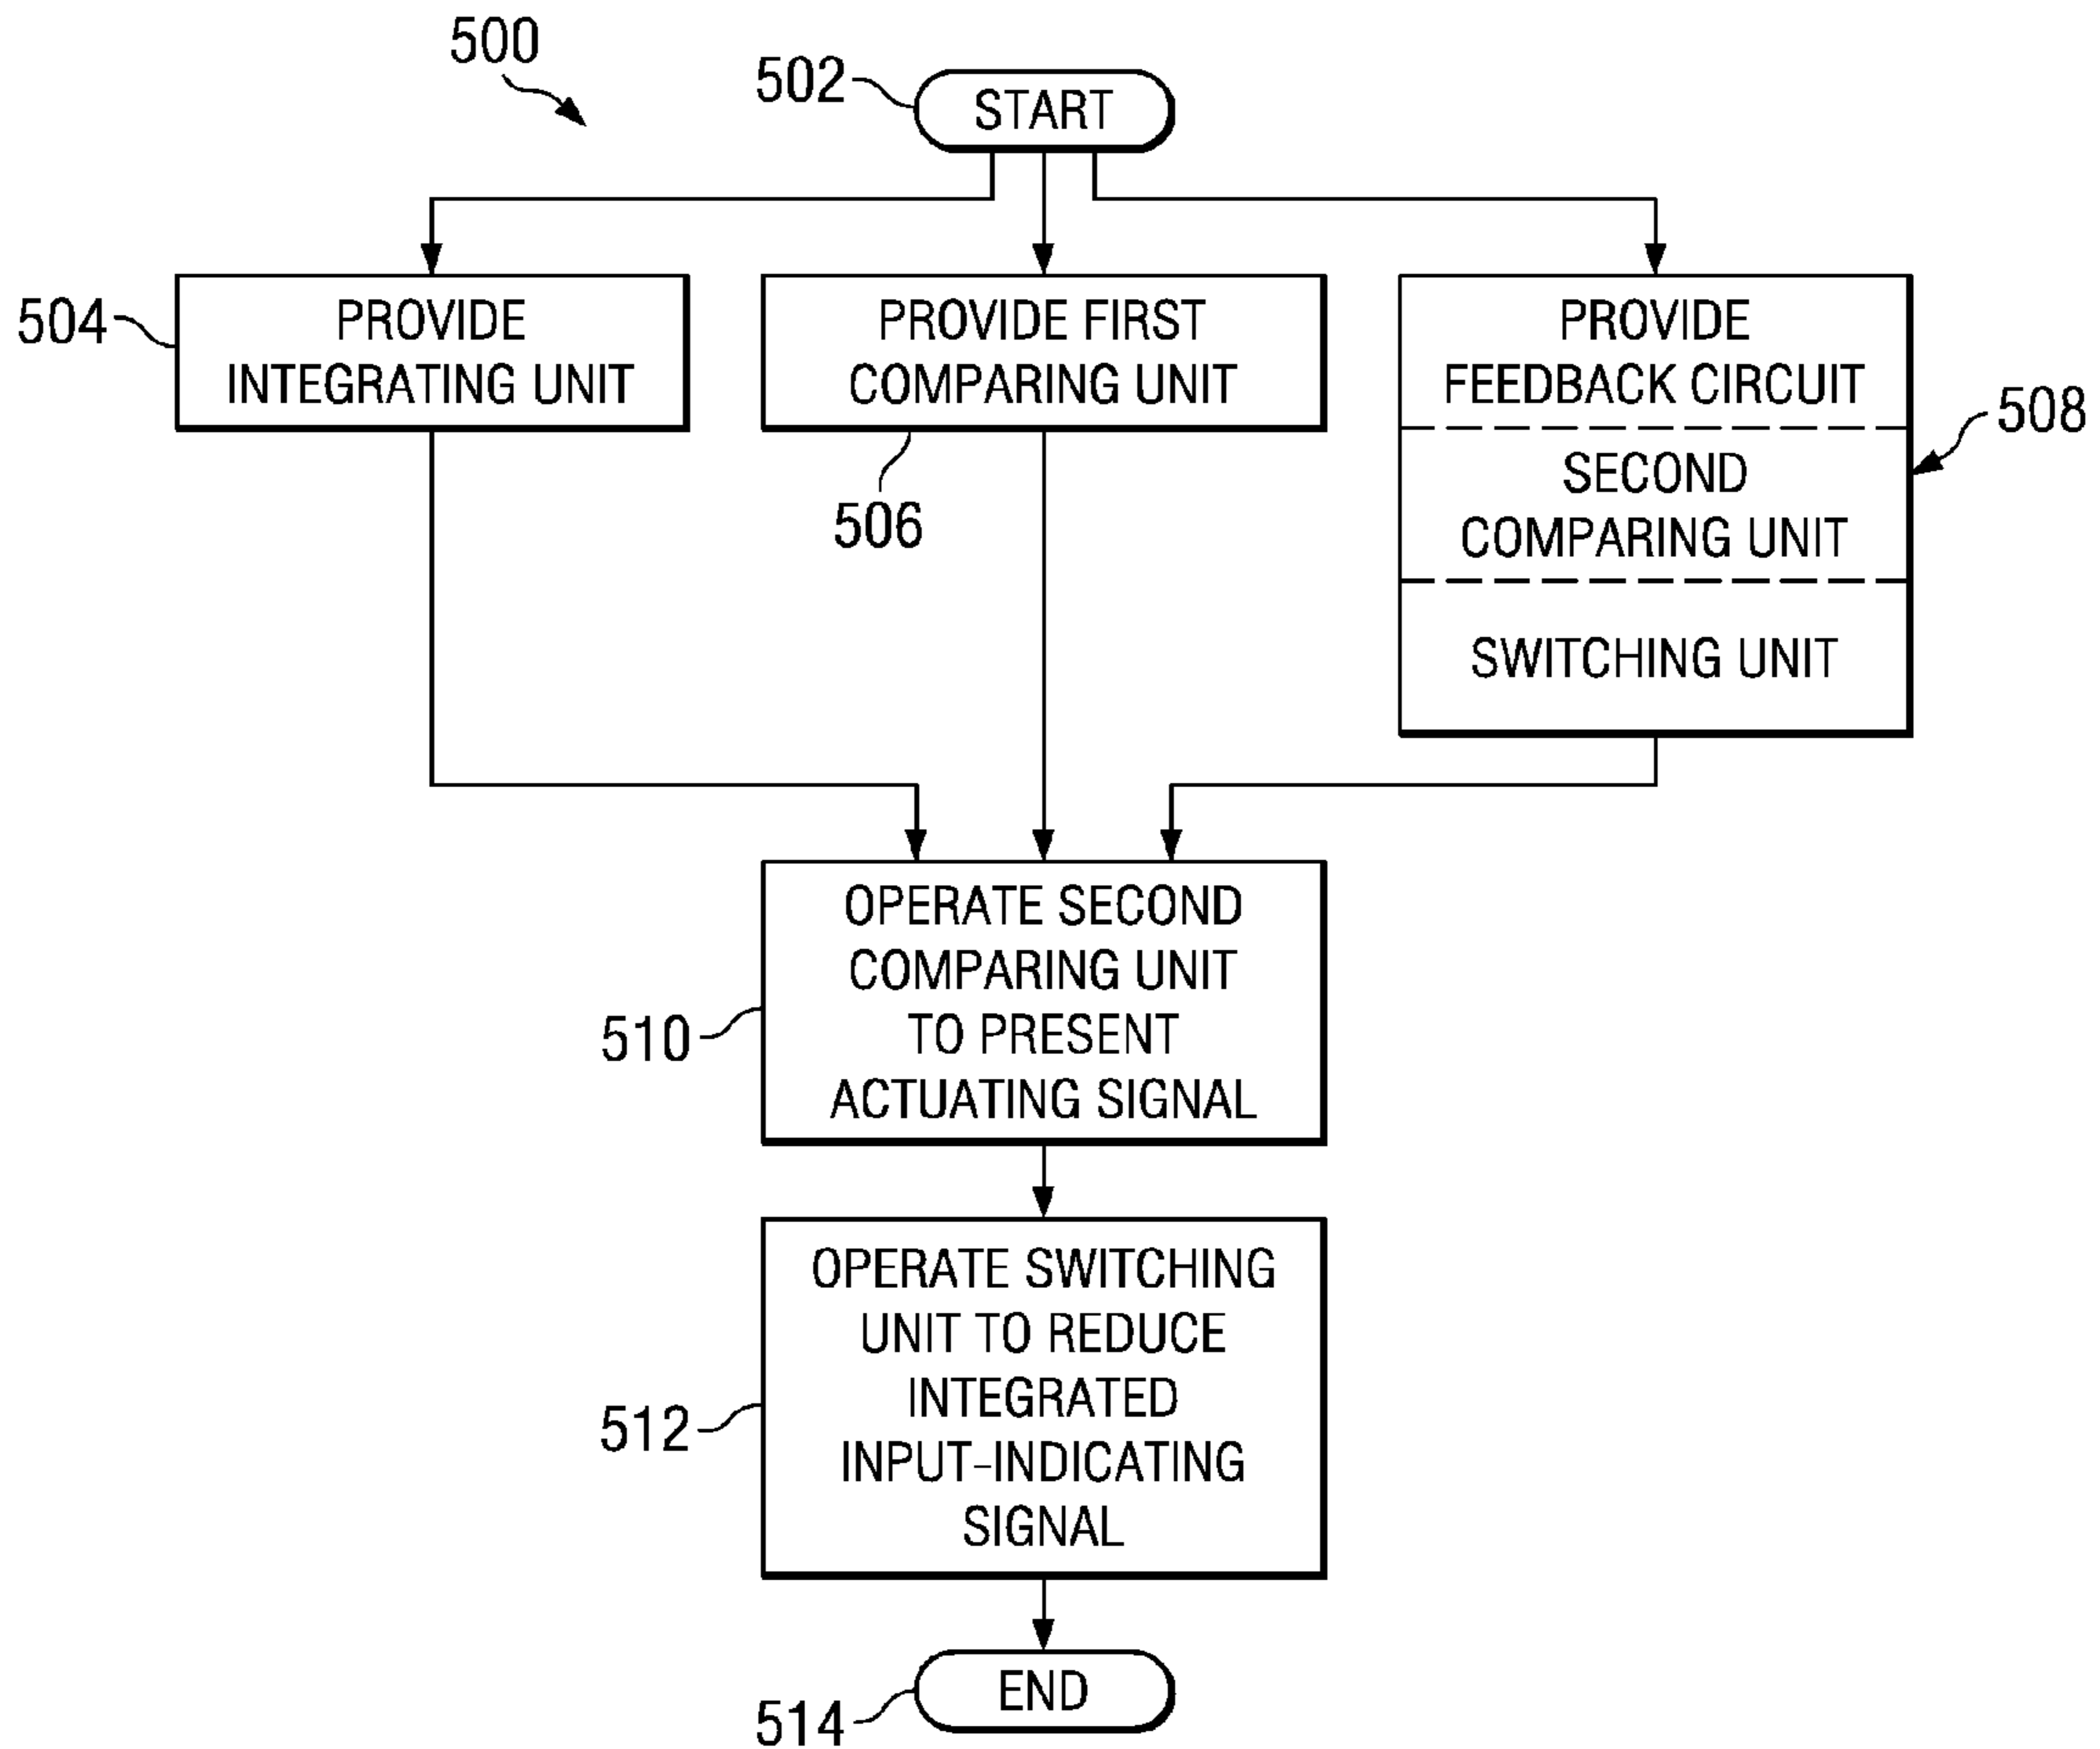 500
502
START
504
PROVIDE
INTEGRATING UNIT
PROVIDE FIRST
COMPARING UNIT
506
PROVIDE
FEEDBACK CIRCUIT
SECOND
COMPARING UNIT
SWITCHING UNIT
508
510
OPERATE SECOND
COMPARING UNIT
TO PRESENT
ACTUATING SIGNAL
512
OPERATE SWITCHING
UNIT TO REDUCE
INTEGRATED
INPUT-INDICATING
SIGNAL
END
514